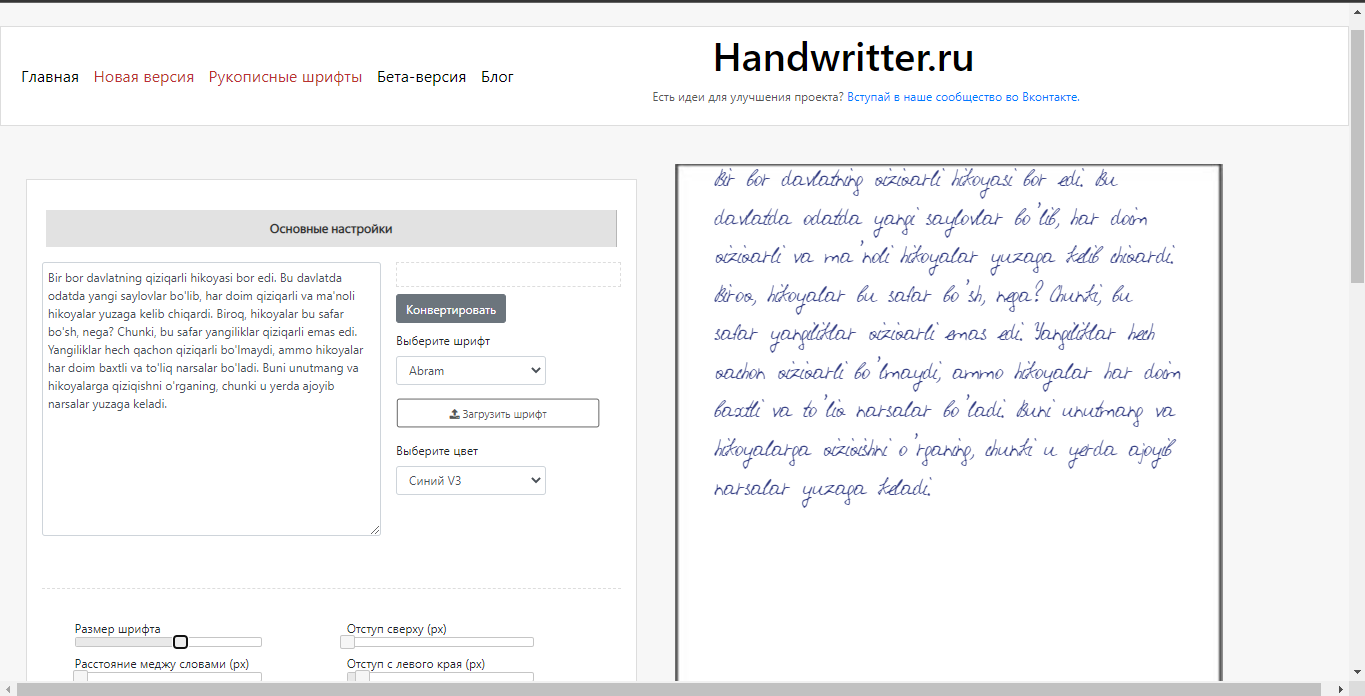 Handwritter.ru
Главная Новая версия Рукописные шрифты Бета-версия Блог
Есть идеи для улучшения проекта? Вступай в наше сообщество во Вконтакте.
Основные настройки
Bir bor davlatning qiziqarli hikoyasi bor edi. Bu davlatda
odatda yangi saylovlar bo'lib, har doim qiziqarli va ma'noli
hikoyalar yuzaga kelib chiqardi. Biroq, hikoyalar bu safar
bo'sh, nega? Chunki, bu safar yangiliklar qiziqarli emas edi.
Yangiliklar hech qachon qiziqarli bo'lmaydi, ammo hikoyalar
har doim baxtli va to'liq narsalar bo'ladi. Buni unutmang va
hikoyalarga qiziqishni o'rganing, chunki u yerda ajoyib
narsalar yuzaga keladi.
Конвертировать
Выберите шрифт
Abram
Загрузить шрифт
Выберите цвет
Синий V3
Размер шрифта
Отступ сверху (px)
Расстояние меджу словами (px)
Отступ с левого края (px)
Bir bor davlatning qiziqarli hikoyasi bor edi. Bu
davlatda odatda yangi saylovlar bo'lib, har doim
qiziqarli va ma'noli hikoyalar yuzaga kelib chiqardi.
Biroq, hikoyalar bu safar bo'sh, nega? Chunki, bu
safar yangiliklar qiziqarli emas edi. Yangiliklar hech
qachon qiziqarli bo'lmaydi, ammo hikoyalar har doim
baxtli va to'liq narsalar bo'ladi. Buni unutmang va
hikoyalarga qiziqishni o'rganing, chunki u yerda ajoyib
narsalar yuzaga keladi.